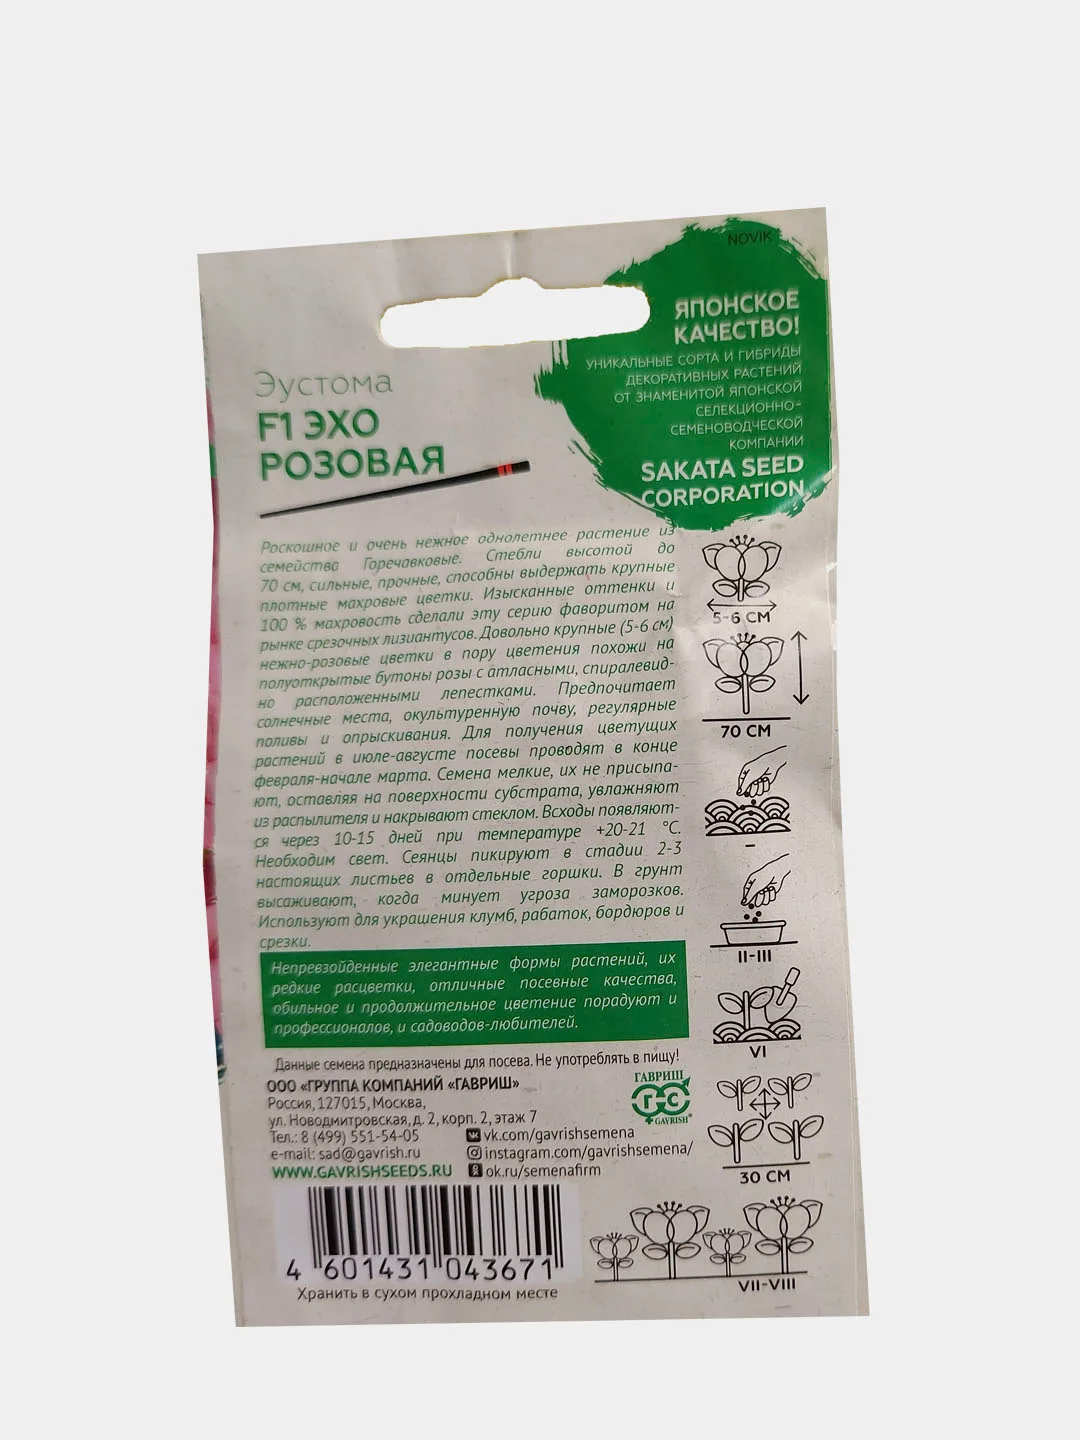 NOVIK
ЯПОНСКОЕ
КАЧЕСТВО!
УНИКАЛЬНЫЕ СОРТА И ГИБРИДЫ
ДЕКОРАТИВНЫХ РАСТЕНИЙ
ОТ ЗНАМЕНИТОЙ ЯПОНСКОЙ
СЕЛЕКЦИОННО-
СЕМЕНОВОДЧЕСКОЙ
КОМПАНИИ
SAKATA SEED
CORPORATION
Эустома
F1 ЭХО
РОЗОВАЯ
Роскошное и очень нежное однолетнее растение из
семейства Горечавковые. Стебли высотой до
70 см, сильные, прочные, способны выдержать крупные
плотные махровые цветки. Изысканные оттенки и
100 % махровость сделали эту серию фаворитом на
рынке срезочных лизиантусов. Довольно крупные (5-6 см)
нежно-розовые цветки в пору цветения похожи на
полуоткрытые бутоны розы с атласными, спиралевид-
но расположенными лепестками. Предпочитает
солнечные места, окультуренную почву, регулярные
поливы и опрыскивания. Для получения цветущих
растений в июле-августе посевы проводят в конце
февраля-начале марта. Семена мелкие, их не присыпа-
ют, оставляя на поверхности субстрата, увлажняют
из распылителя и накрывают стеклом. Всходы появляют-
ся через 10-15 дней при температуре +20-21 °С.
Необходим свет. Сеянцы пикируют в стадии 2-3
настоящих листьев в отдельные горшки. В грунт
высаживают, когда минует угроза заморозков.
Используют для украшения клумб, рабаток, бордюров и
срезки.
Непревзойденные элегантные формы растений, их
редкие расцветки, отличные посевные качества,
обильное и продолжительное цветение порадуют и
профессионалов, и садоводов-любителей.
Данные семена предназначены для посева. Не употреблять в пищу!
ООО «ГРУППА КОМПАНИЙ «ГАВРИШ»
Россия, 127015, Москва,
ул. Новодмитровская, д. 2, корп. 2, этаж 7
Тел.: 8 (499) 551-54-05
e-mail: sad@gavrish.ru
WWW.GAVRISHSEEDS.RU
vk.com/gavrishsemena
instagram.com/gavrishsemena/
ok.ru/semenafirm
ГАВРИШ
Г С
GAVRISH®
4 601431 043671
Хранить в сухом прохладном месте
5-6 СМ
70 СМ
–
II-III
VI
30 СМ
VII-VIII